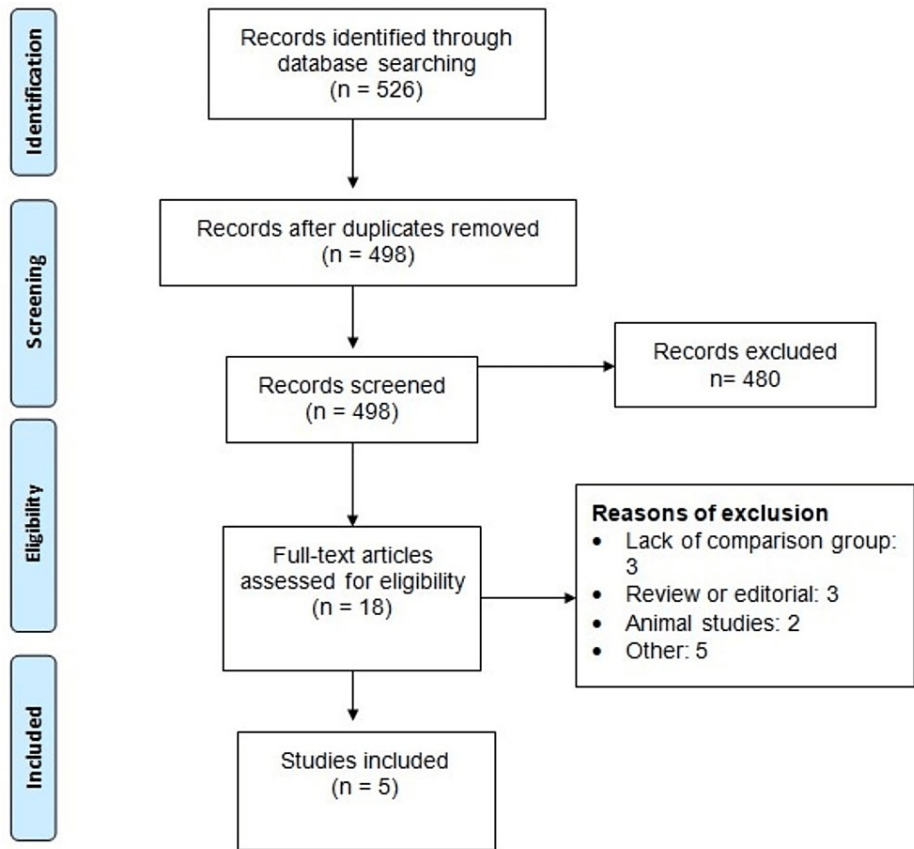 Identification
Records identified through
database searching
(n = 526)
Screening
Records after duplicates removed
(n = 498)
Records screened
(n = 498)
Records excluded
n= 480
Eligibility
Full-text articles
assessed for eligibility
(n = 18)
Reasons of exclusion
• Lack of comparison group:
3
• Review or editorial: 3
• Animal studies: 2
• Other: 5
Included
Studies included
(n = 5)